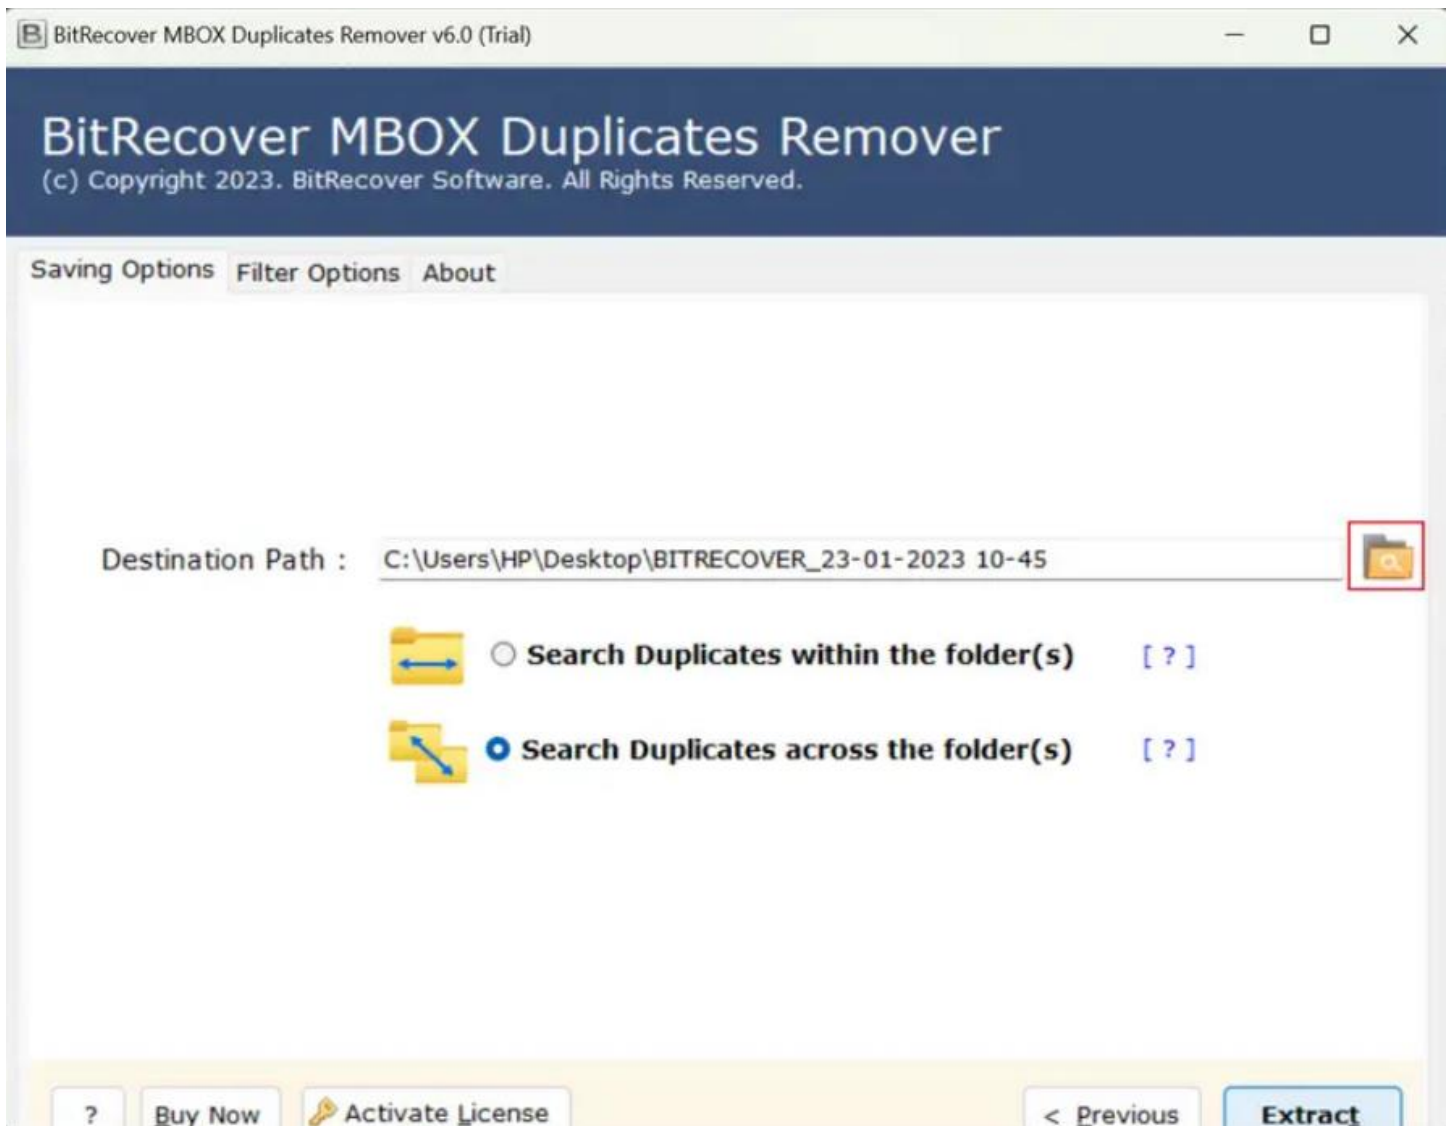 BitRecover MBOX Duplicates Remover v6.0 (Trial)
BitRecover MBOX Duplicates Remover
(c) Copyright 2023. BitRecover Software. All Rights Reserved.
Saving Options Filter Options About
Destination Path : C:\Users\HP\Desktop\BITRECOVER_23-01-2023 10-45
Search Duplicates within the folder(s) [ ? ]
Search Duplicates across the folder(s) [ ? ]
? Buy Now Activate License < Previous Extract